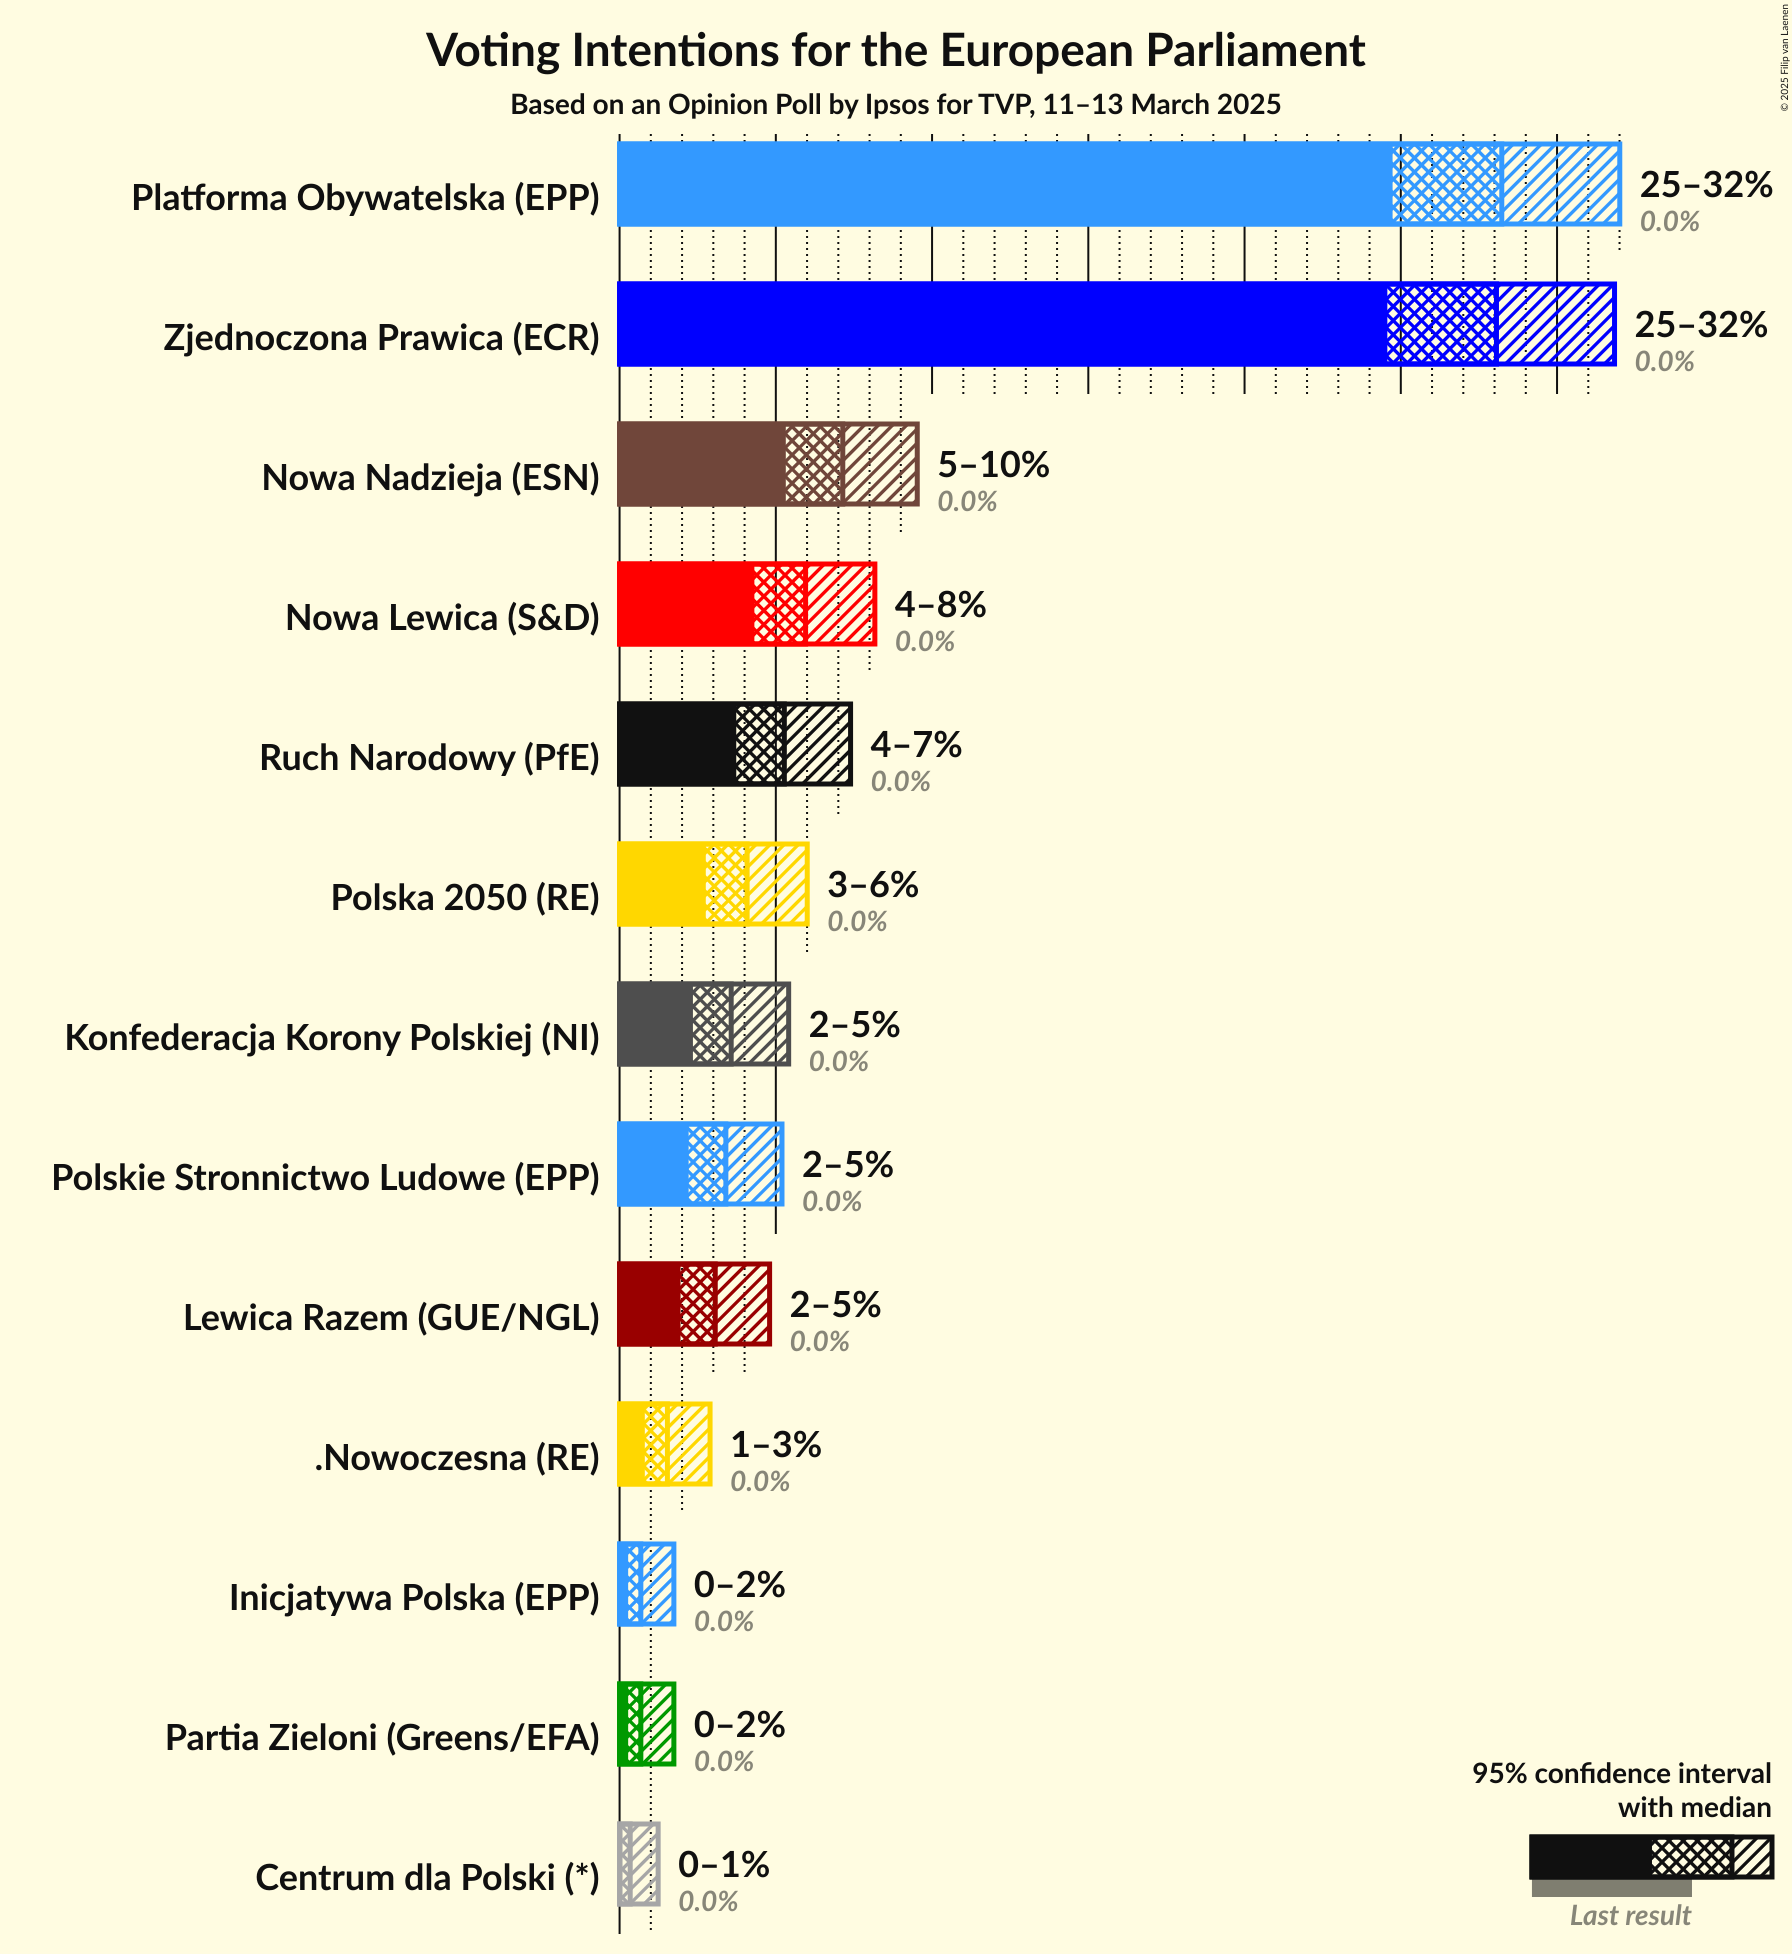 Voting Intentions for the European Parliament
Based on an Opinion Poll by Ipsos for TVP, 11–13 March 2025
© 2025 Filip van Laenen
Platforma Obywatelska (EPP)
25–32%
0.0%
Zjednoczona Prawica (ECR)
25–32%
0.0%
Nowa Nadzieja (ESN)
5–10%
0.0%
Nowa Lewica (S&D)
4–8%
0.0%
Ruch Narodowy (PfE)
4–7%
0.0%
Polska 2050 (RE)
3–6%
0.0%
Konfederacja Korony Polskiej (NI)
2–5%
0.0%
Polskie Stronnictwo Ludowe (EPP)
2–5%
0.0%
Lewica Razem (GUE/NGL)
2–5%
0.0%
.Nowoczesna (RE)
1–3%
0.0%
Inicjatywa Polska (EPP)
0–2%
0.0%
Partia Zieloni (Greens/EFA)
0–2%
0.0%
Centrum dla Polski (*)
0–1%
0.0%
95% confidence interval
with median
Last result